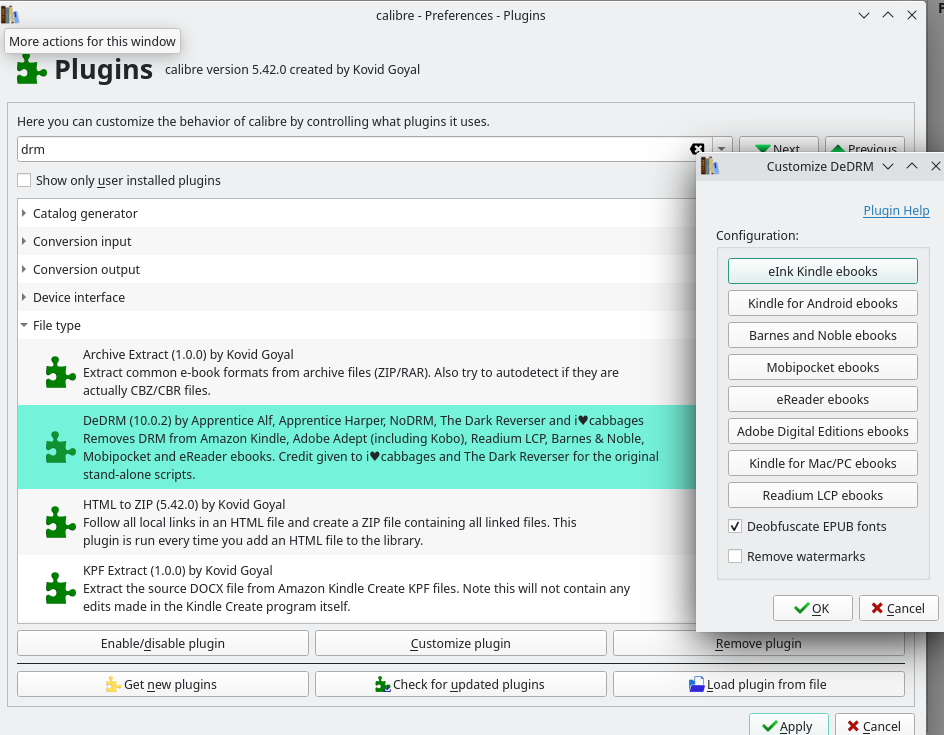 calibre - Preferences - Plugins
More actions for this window
Plugins calibre version 5.42.0 created by Kovid Goyal
Here you can customize the behavior of calibre by controlling what plugins it uses.
drm
Next
Previous
Show only user installed plugins
Catalog generator
Conversion input
Conversion output
Device interface
File type
Archive Extract (1.0.0) by Kovid Goyal
Extract common e-book formats from archive files (ZIP/RAR). Also try to autodetect if they are
actually CBZ/CBR files.
DeDRM (10.0.2) by Apprentice Alf, Apprentice Harper, NoDRM, The Dark Reverser and i♥cabbages
Removes DRM from Amazon Kindle, Adobe Adept (including Kobo), Readium LCP, Barnes & Noble,
Mobipocket and eReader ebooks. Credit given to i♥cabbages and The Dark Reverser for the original
stand-alone scripts.
HTML to ZIP (5.42.0) by Kovid Goyal
Follow all local links in an HTML file and create a ZIP file containing all linked files. This
plugin is run every time you add an HTML file to the library.
KPF Extract (1.0.0) by Kovid Goyal
Extract the source DOCX file from Amazon Kindle Create KPF files. Note this will not contain any
edits made in the Kindle Create program itself.
Enable/disable plugin
Customize plugin
Remove plugin
Get new plugins
Check for updated plugins
Load plugin from file
Apply
Cancel
Customize DeDRM
Plugin Help
Configuration:
eInk Kindle ebooks
Kindle for Android ebooks
Barnes and Noble ebooks
Mobipocket ebooks
eReader ebooks
Adobe Digital Editions ebooks
Kindle for Mac/PC ebooks
Readium LCP ebooks
Deobfuscate EPUB fonts
Remove watermarks
OK
Cancel